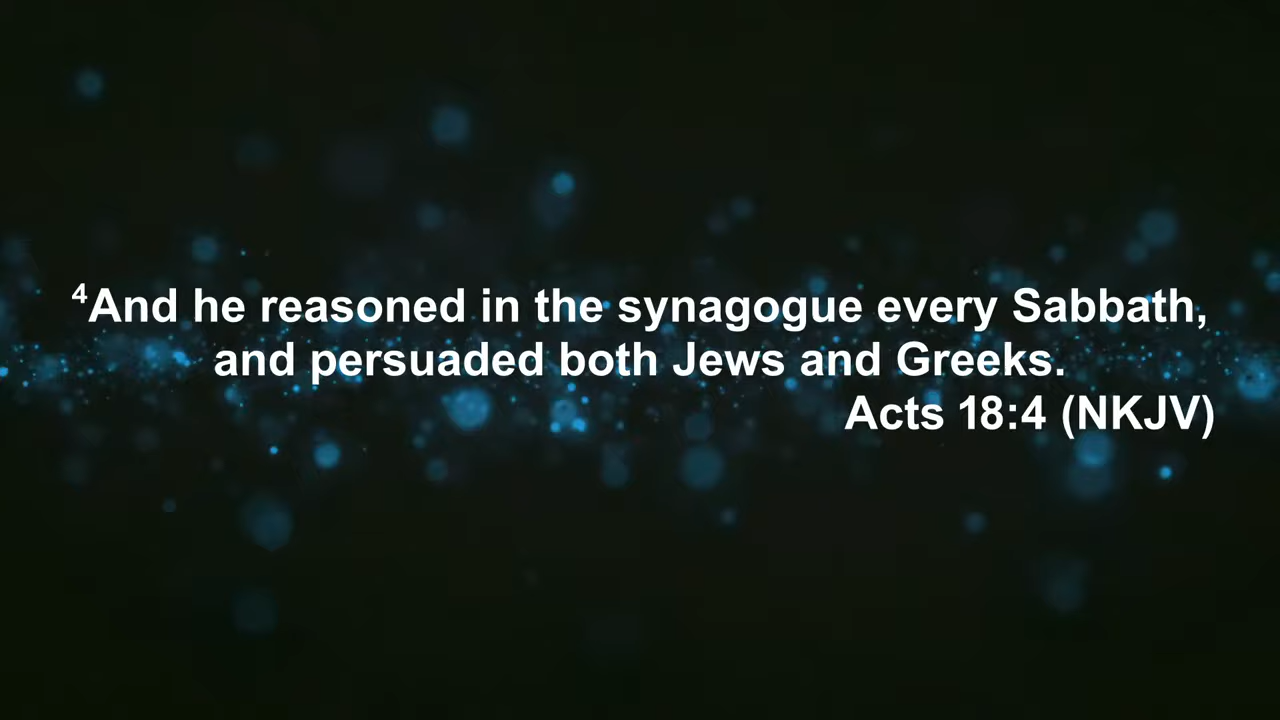 ⁴And he reasoned in the synagogue every Sabbath,
and persuaded both Jews and Greeks.
Acts 18:4 (NKJV)